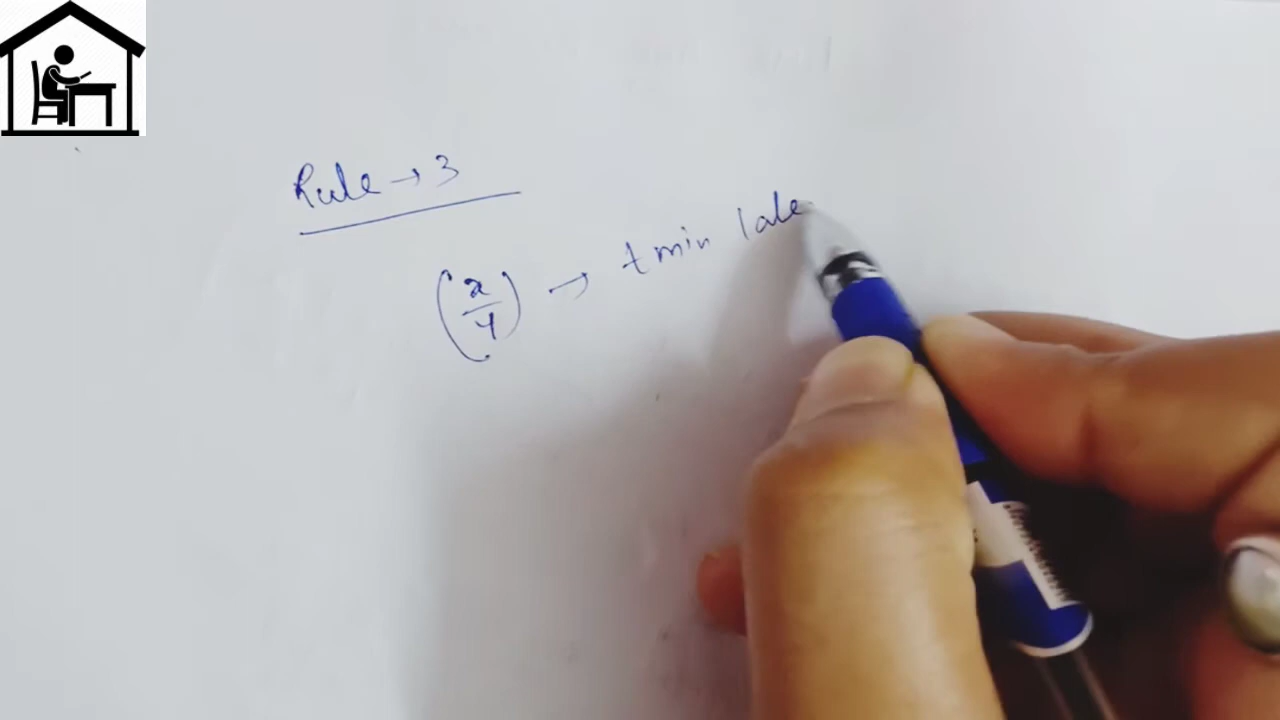 Rule → 3
(x/y) → t min late